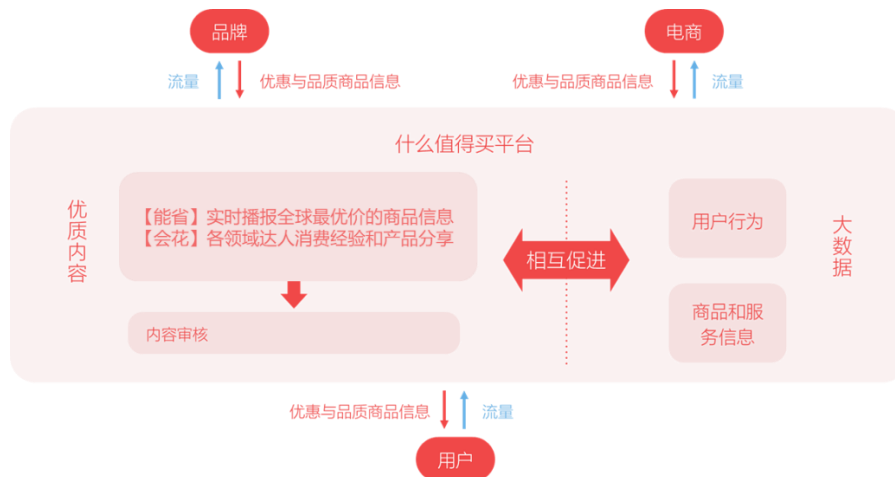 品牌
电商
流量
优惠与品质商品信息
优惠与品质商品信息
流量
什么值得买平台
优质内容
【能省】实时播报全球最优价的商品信息
【会花】各领域达人消费经验和产品分享
内容审核
相互促进
用户行为
商品和服
务信息
大数据
优惠与品质商品信息
流量
用户